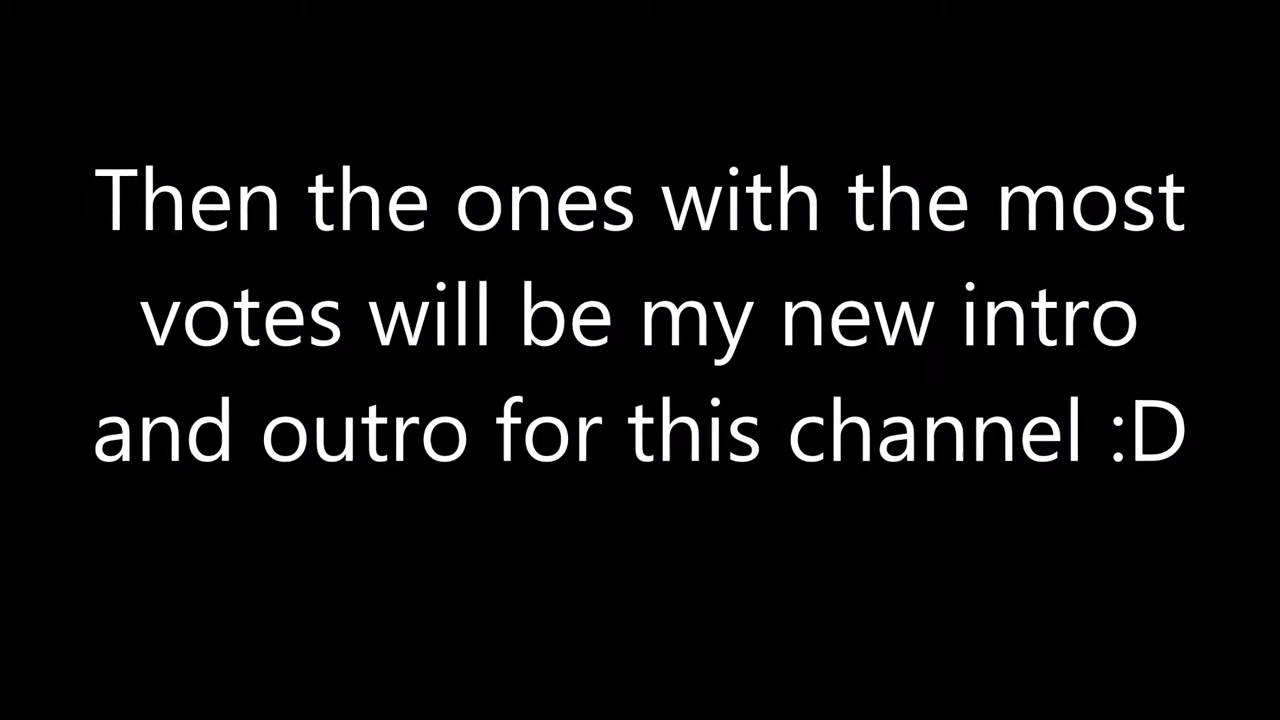 Then the ones with the most
votes will be my new intro
and outro for this channel :D